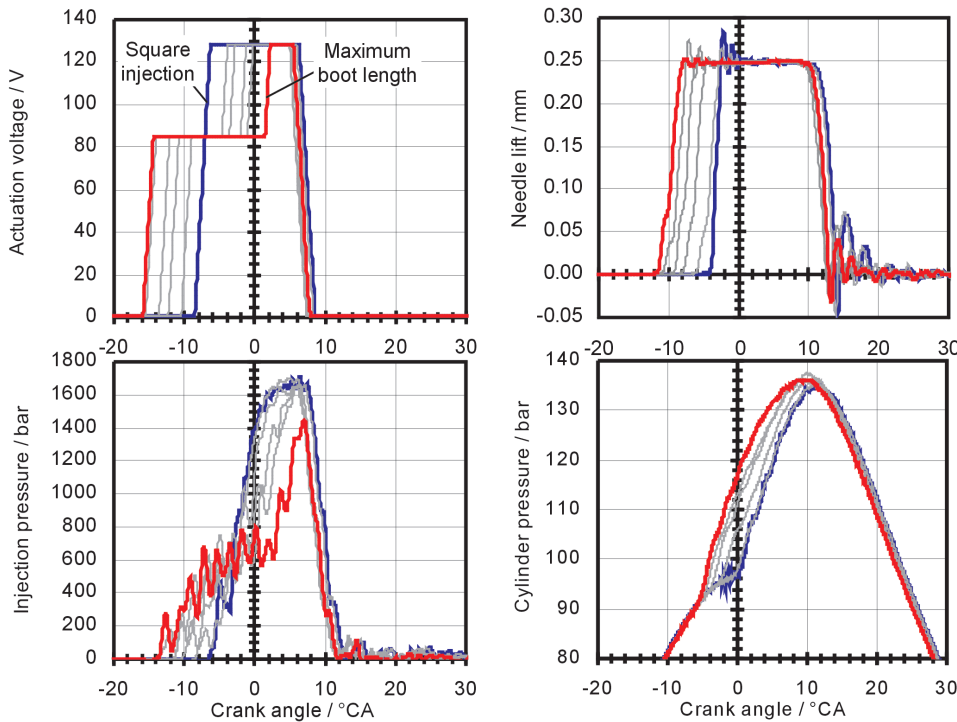 Actuation voltage / V
140
120
100
80
60
40
20
0
Square
injection
Maximum
boot length
-20 -10 0 10 20 30
Needle lift / mm
0.30
0.25
0.20
0.15
0.10
0.05
0.00
-0.05
-20 -10 0 10 20 30
Injection pressure / bar
1800
1600
1400
1200
1000
800
600
400
200
0
-20 -10 0 10 20 30
Crank angle / °CA
Cylinder pressure / bar
140
130
120
110
100
90
80
-20 -10 0 10 20 30
Crank angle / °CA